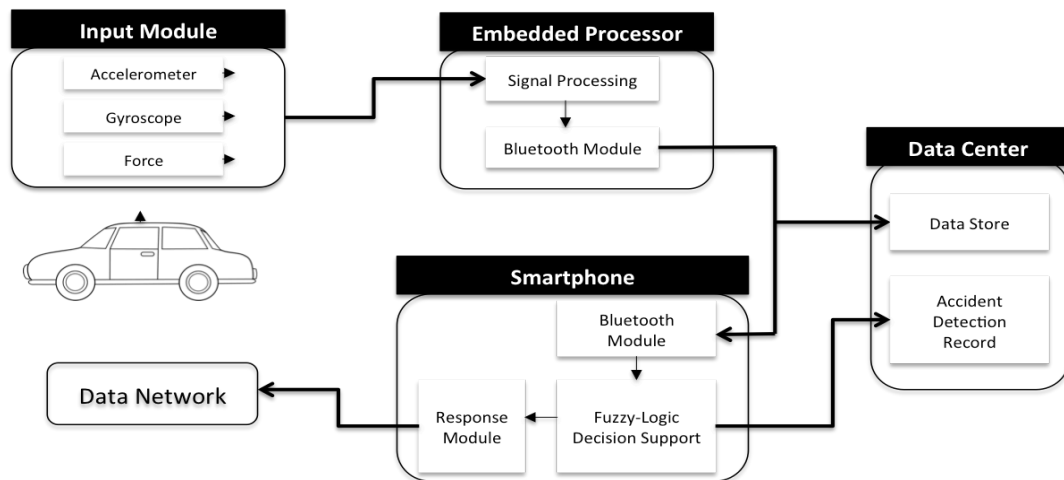 Input Module
Accelerometer
Gyroscope
Force
Embedded Processor
Signal Processing
Bluetooth Module
Data Center
Data Store
Accident
Detection
Record
Smartphone
Bluetooth
Module
Fuzzy-Logic
Decision Support
Response
Module
Data Network